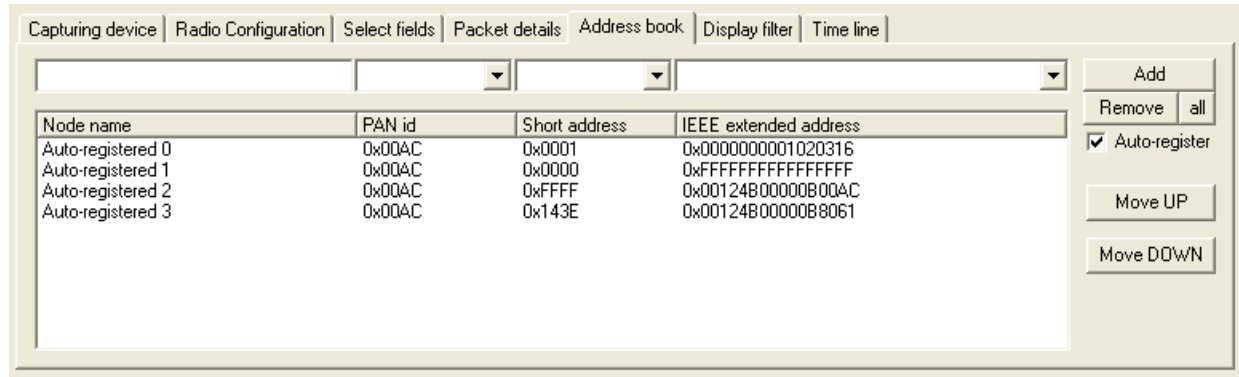 Capturing device Radio Configuration Select fields Packet details Address book Display filter Time line
Add
Remove all
Node name PAN id Short address IEEE extended address
Auto-register
Auto-registered 0 0x00AC 0x0001 0x0000000001020316
Auto-registered 1 0x00AC 0x0000 0xFFFFFFFFFFFFFFFF
Auto-registered 2 0x00AC 0xFFFF 0x00124B00000B00AC
Auto-registered 3 0x00AC 0x143E 0x00124B00000B8061
Move UP
Move DOWN